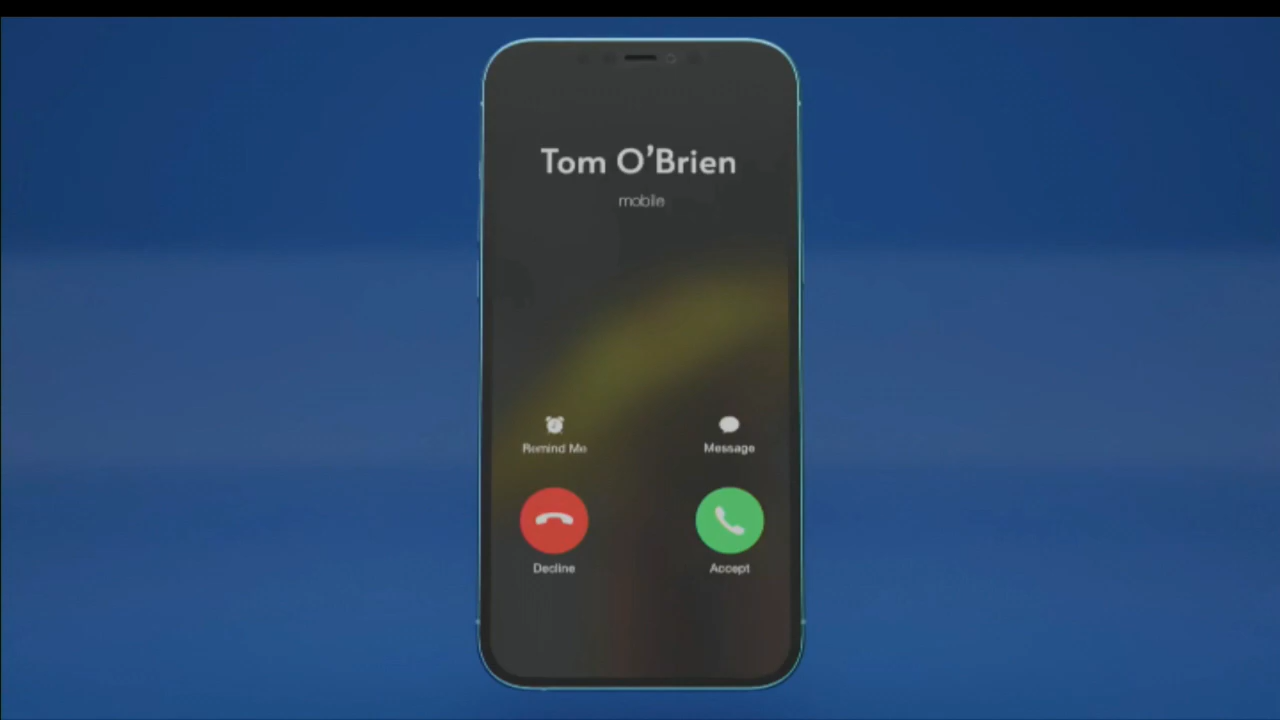 Tom O’Brien
mobile
Remind Me
Message
Decline
Accept